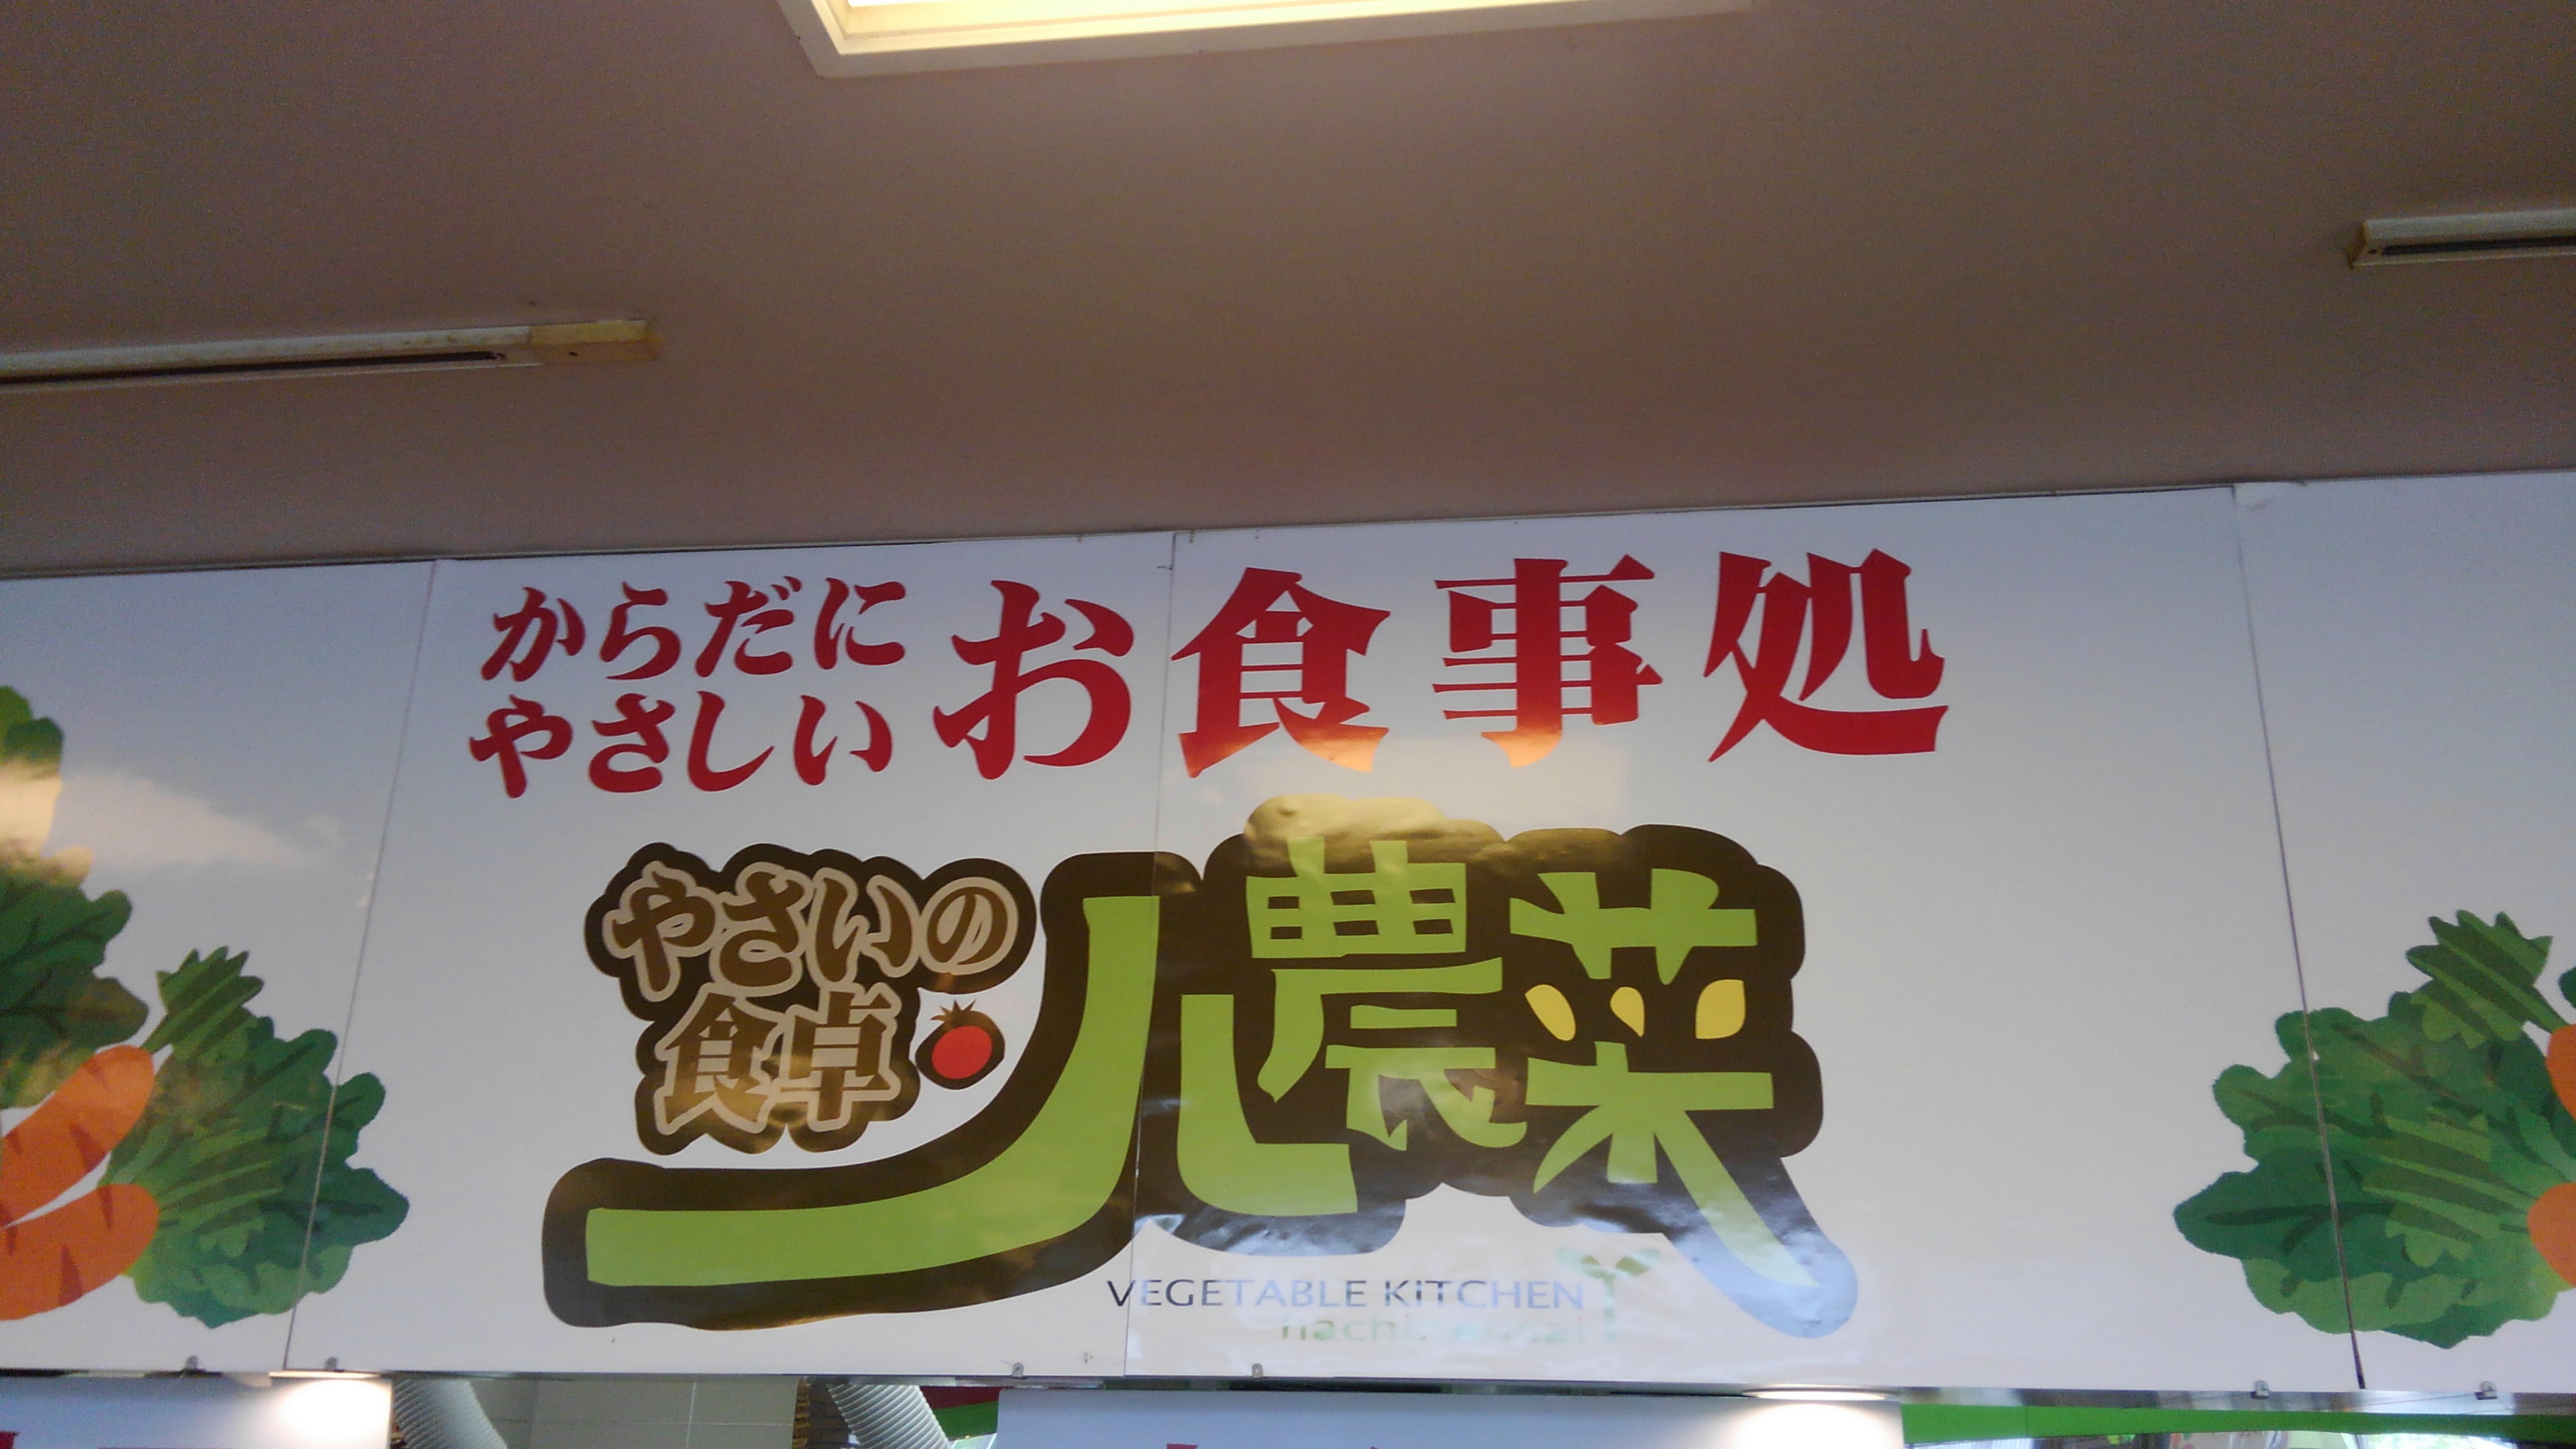 からだに
やさしい
お食事処
やさいの
食卓
八農菜
VEGETABLE KITCHEN